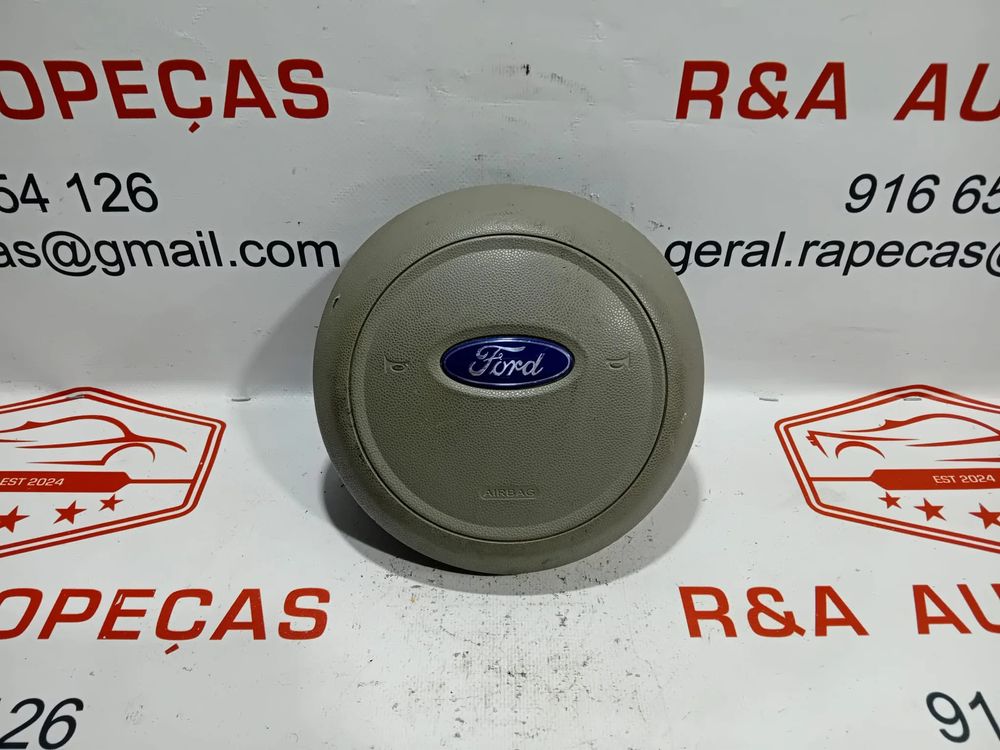 OPEÇAS
R&A AU
54 126
916 65
as@gmail.com
geral.rapecas@
Ford
AIRBAG
EST 2024
EST 2024
OPEÇAS
R&A AU
126
91